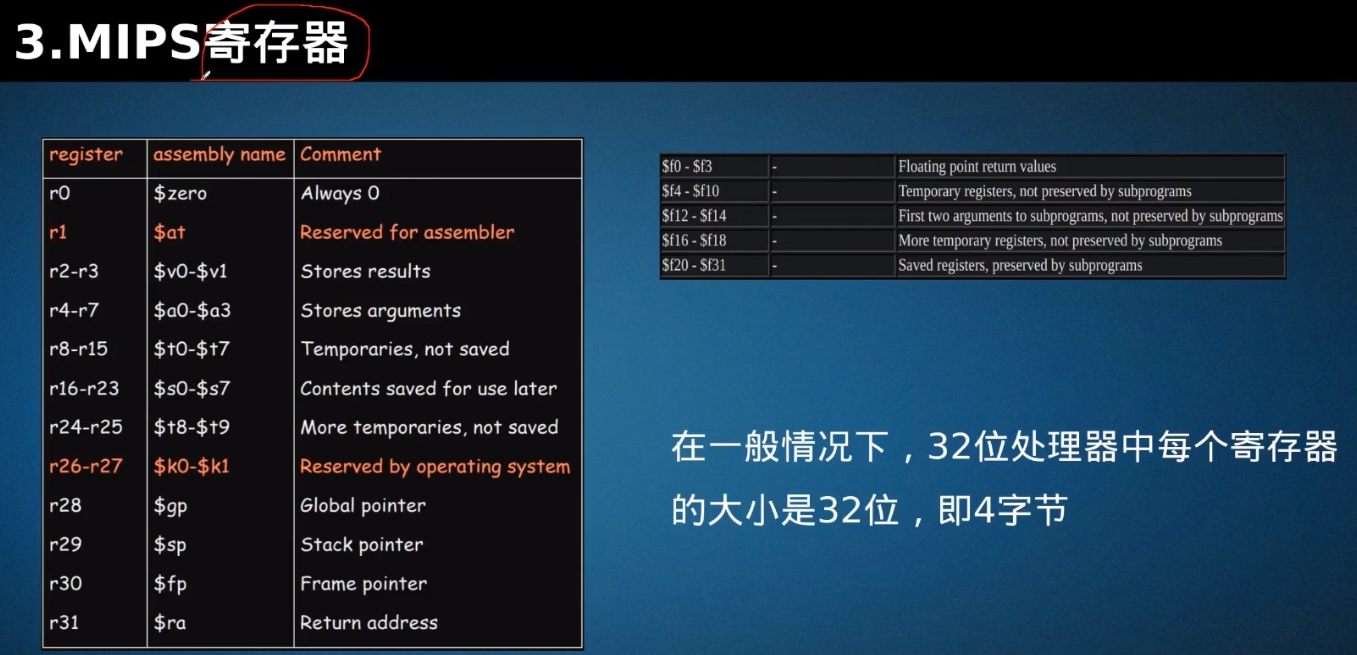 3.MIPS寄存器
register assembly name Comment
r0 $zero Always 0
r1 $at Reserved for assembler
r2-r3 $v0-$v1 Stores results
r4-r7 $a0-$a3 Stores arguments
r8-r15 $t0-$t7 Temporaries, not saved
r16-r23 $s0-$s7 Contents saved for use later
r24-r25 $t8-$t9 More temporaries, not saved
r26-r27 $k0-$k1 Reserved by operating system
r28 $gp Global pointer
r29 $sp Stack pointer
r30 $fp Frame pointer
r31 $ra Return address
$f0 - $f3 - Floating point return values
$f4 - $f10 - Temporary registers, not preserved by subprograms
$f12 - $f14 - First two arguments to subprograms, not preserved by subprograms
$f16 - $f18 - More temporary registers, not preserved by subprograms
$f20 - $f31 - Saved registers, preserved by subprograms
在一般情况下，32位处理器中每个寄存器
的大小是32位，即4字节